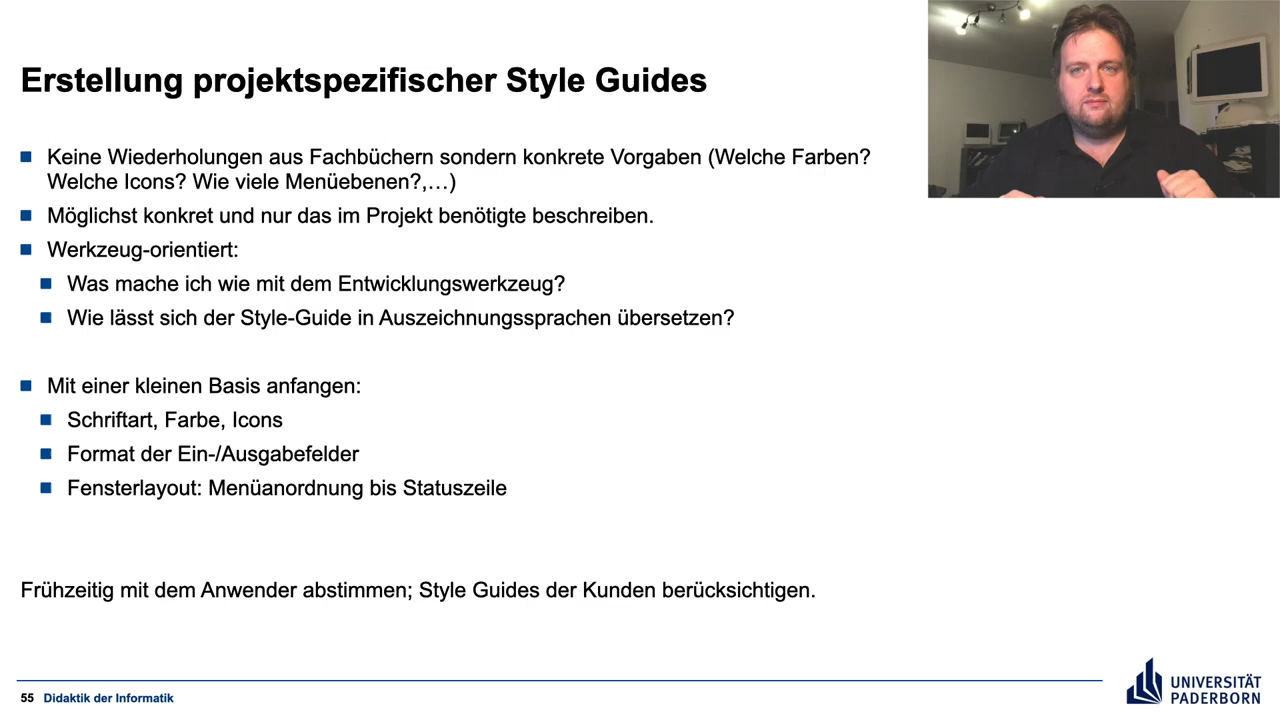 Erstellung projektspezifischer Style Guides
Keine Wiederholungen aus Fachbüchern sondern konkrete Vorgaben (Welche Farben?
Welche Icons? Wie viele Menüebenen?,…)
Möglichst konkret und nur das im Projekt benötigte beschreiben.
Werkzeug-orientiert:
Was mache ich wie mit dem Entwicklungswerkzeug?
Wie lässt sich der Style-Guide in Auszeichnungssprachen übersetzen?
Mit einer kleinen Basis anfangen:
Schriftart, Farbe, Icons
Format der Ein-/Ausgabefelder
Fensterlayout: Menüanordnung bis Statuszeile
Frühzeitig mit dem Anwender abstimmen; Style Guides der Kunden berücksichtigen.
55 Didaktik der Informatik
UNIVERSITÄT
PADERBORN